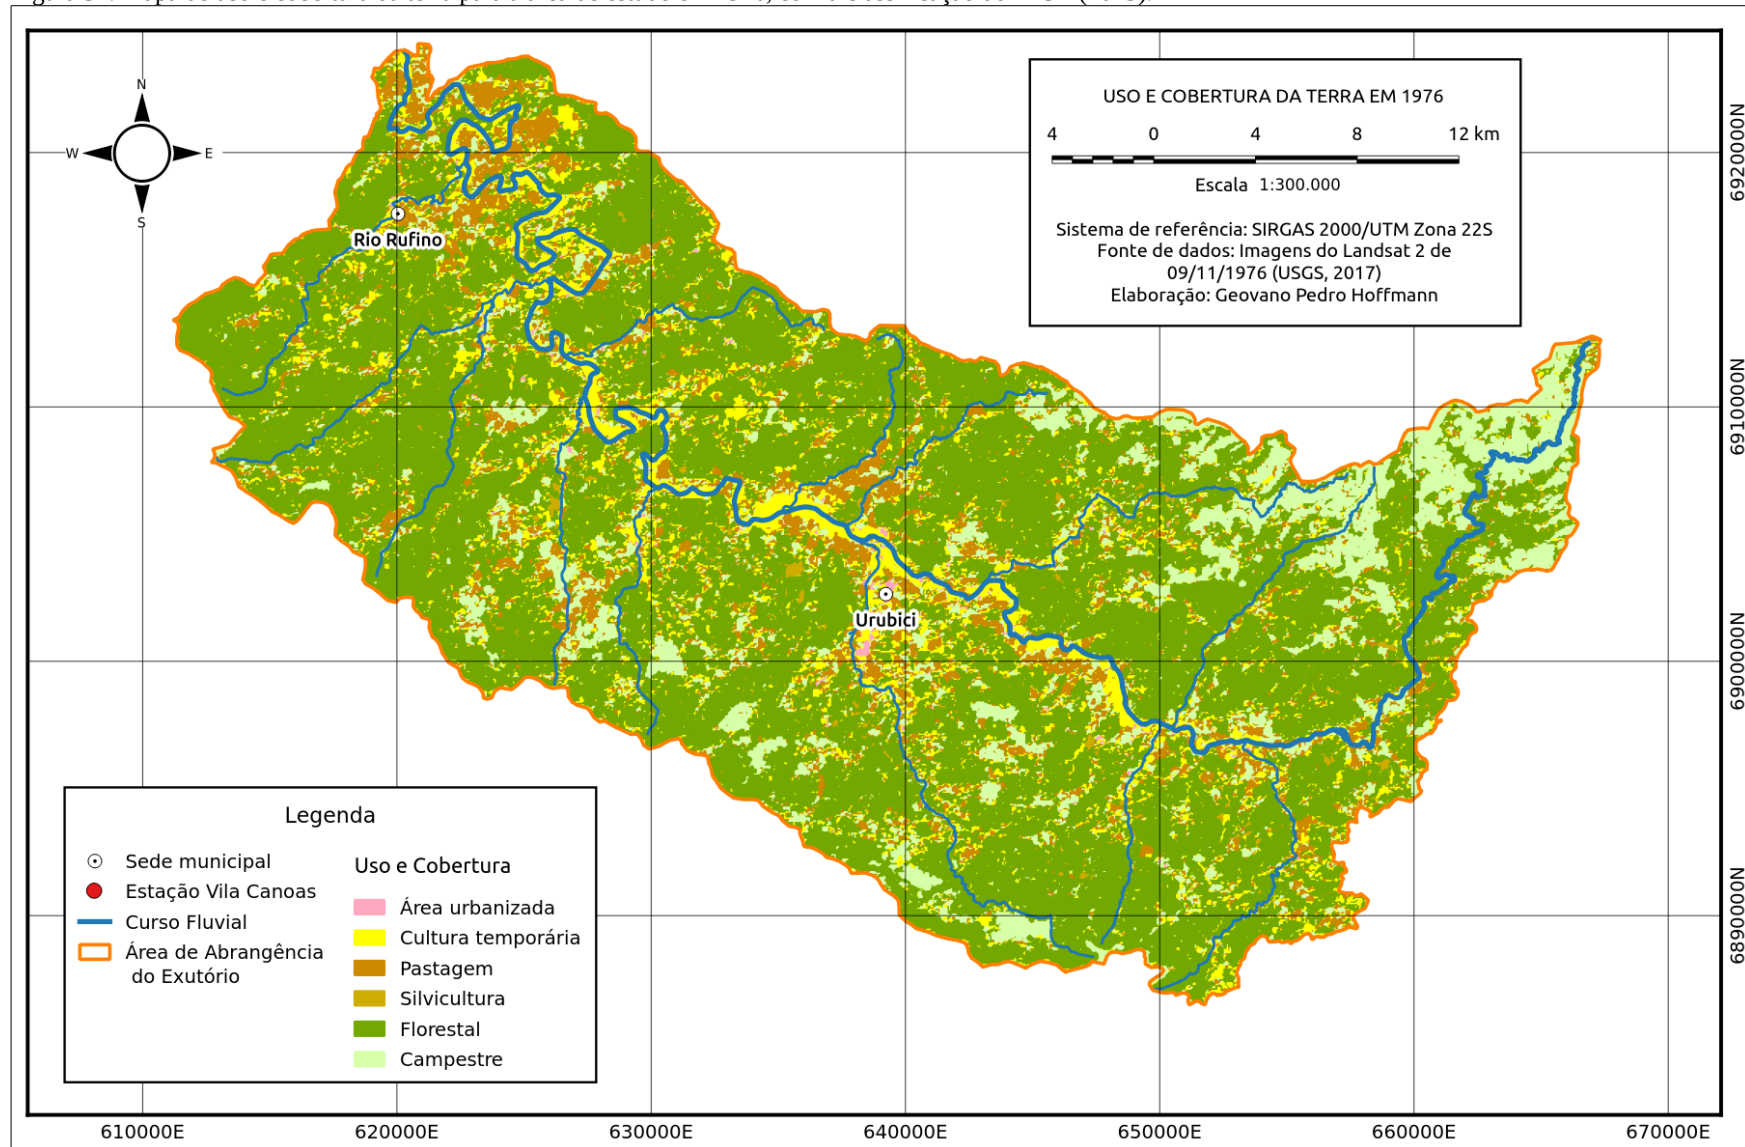 N
W
E
S
USO E COBERTURA DA TERRA EM 1976
4 0 4 8 12 km
Escala 1:300.000
Sistema de referência: SIRGAS 2000/UTM Zona 22S
Fonte de dados: Imagens do Landsat 2 de
09/11/1976 (USGS, 2017)
Elaboração: Geovano Pedro Hoffmann
Rio Rufino
Urubici
6920000N
6910000N
6900000N
6890000N
Legenda
Sede municipal
Estação Vila Canoas
Curso Fluvial
Área de Abrangência
do Exutório
Uso e Cobertura
Área urbanizada
Cultura temporária
Pastagem
Silvicultura
Florestal
Campestre
610000E 620000E 630000E 640000E 650000E 660000E 670000E